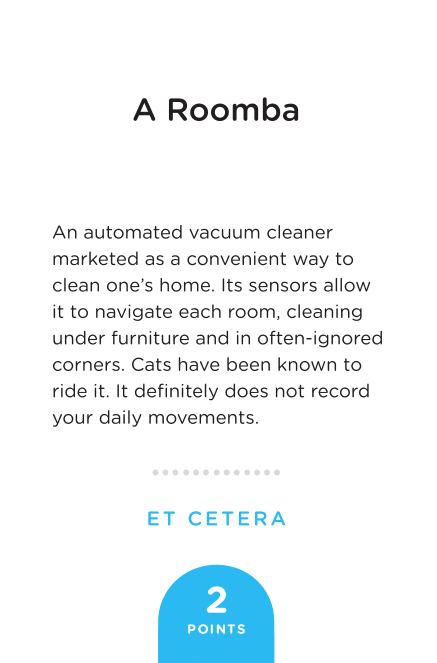 A Roomba
An automated vacuum cleaner
marketed as a convenient way to
clean one’s home. Its sensors allow
it to navigate each room, cleaning
under furniture and in often-ignored
corners. Cats have been known to
ride it. It definitely does not record
your daily movements.
ET CETERA
2
POINTS